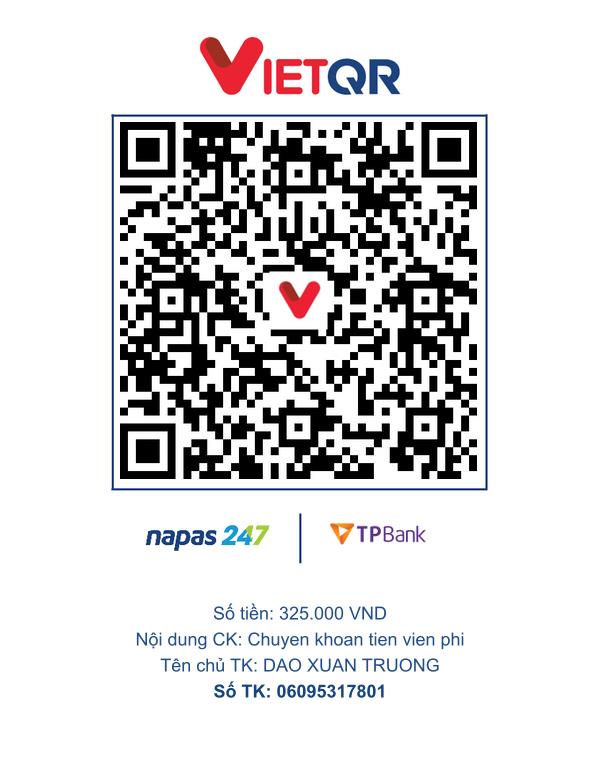 VIETQR
napas 247
TPBank
Số tiền: 325.000 VND
Nội dung CK: Chuyen khoan tien vien phi
Tên chủ TK: DAO XUAN TRUONG
Số TK: 06095317801